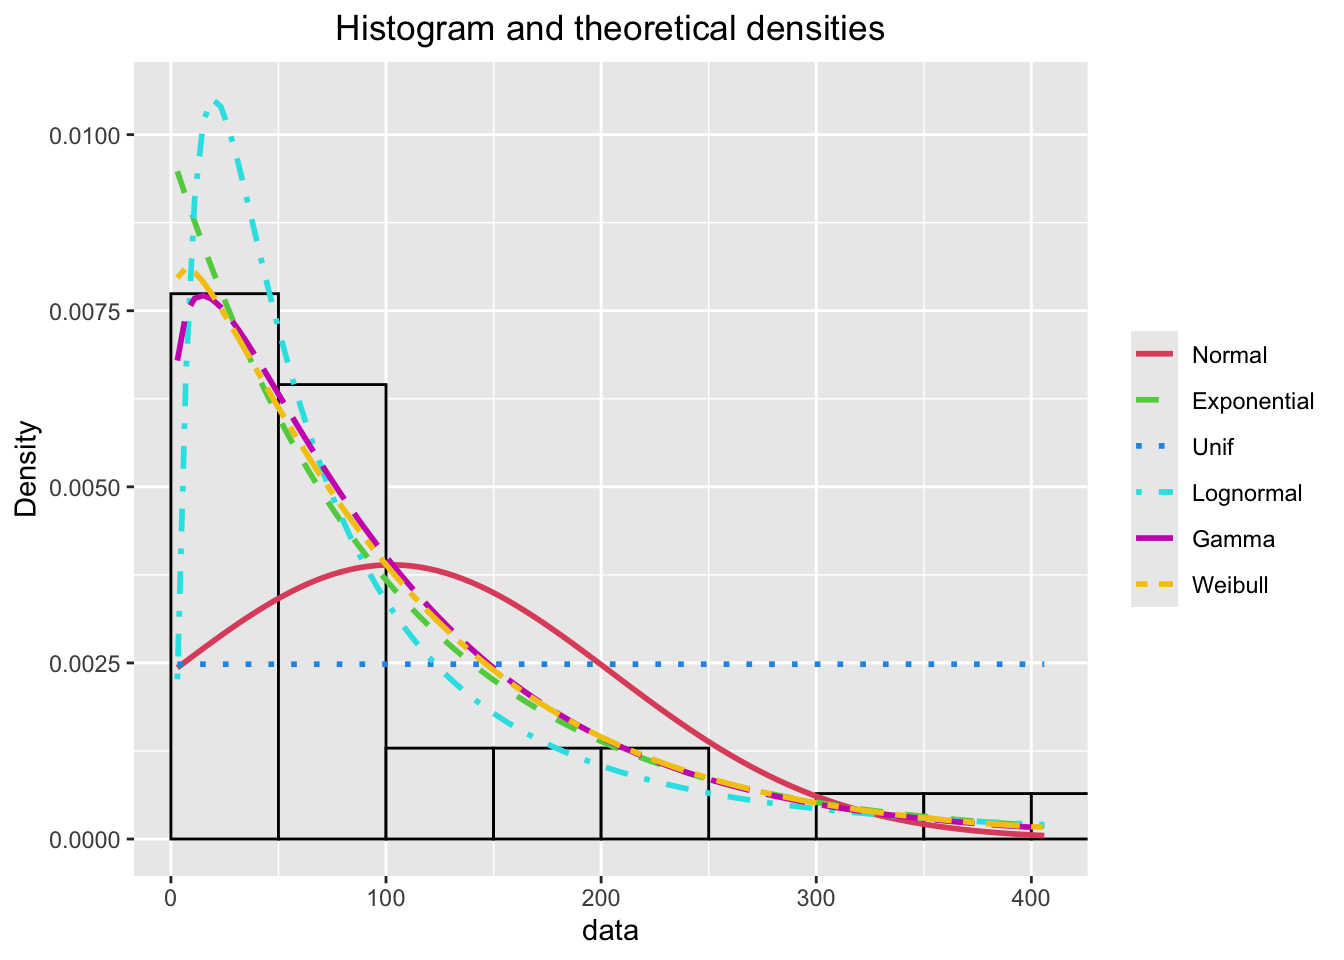 Histogram and theoretical densities
Density
0.0100
0.0075
0.0050
0.0025
0.0000
0
100
200
300
400
data
Normal
Exponential
Unif
Lognormal
Gamma
Weibull